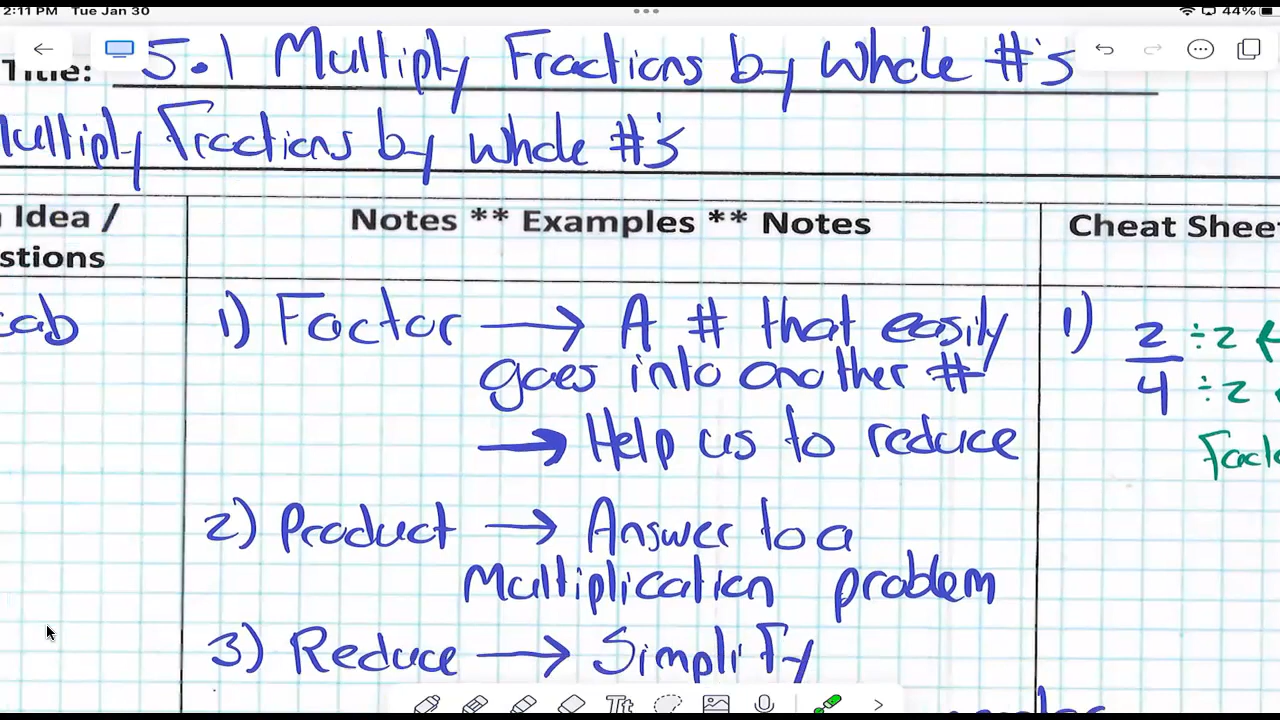 2:11 PM Tue Jan 30
44%
Title: 5.1 Multiply Fractions by Whole #'s
Multiply Fractions by Whole #'s
Idea /
stions
Notes ** Examples ** Notes
Cheat Shee
cab
1) Factor → A # that easily
goes into another #
→ Help us to reduce
2) Product → Answer to a
Multiplication problem
3) Reduce → Simplify
1) 2 ÷2
4 ÷2
Facto
Tt